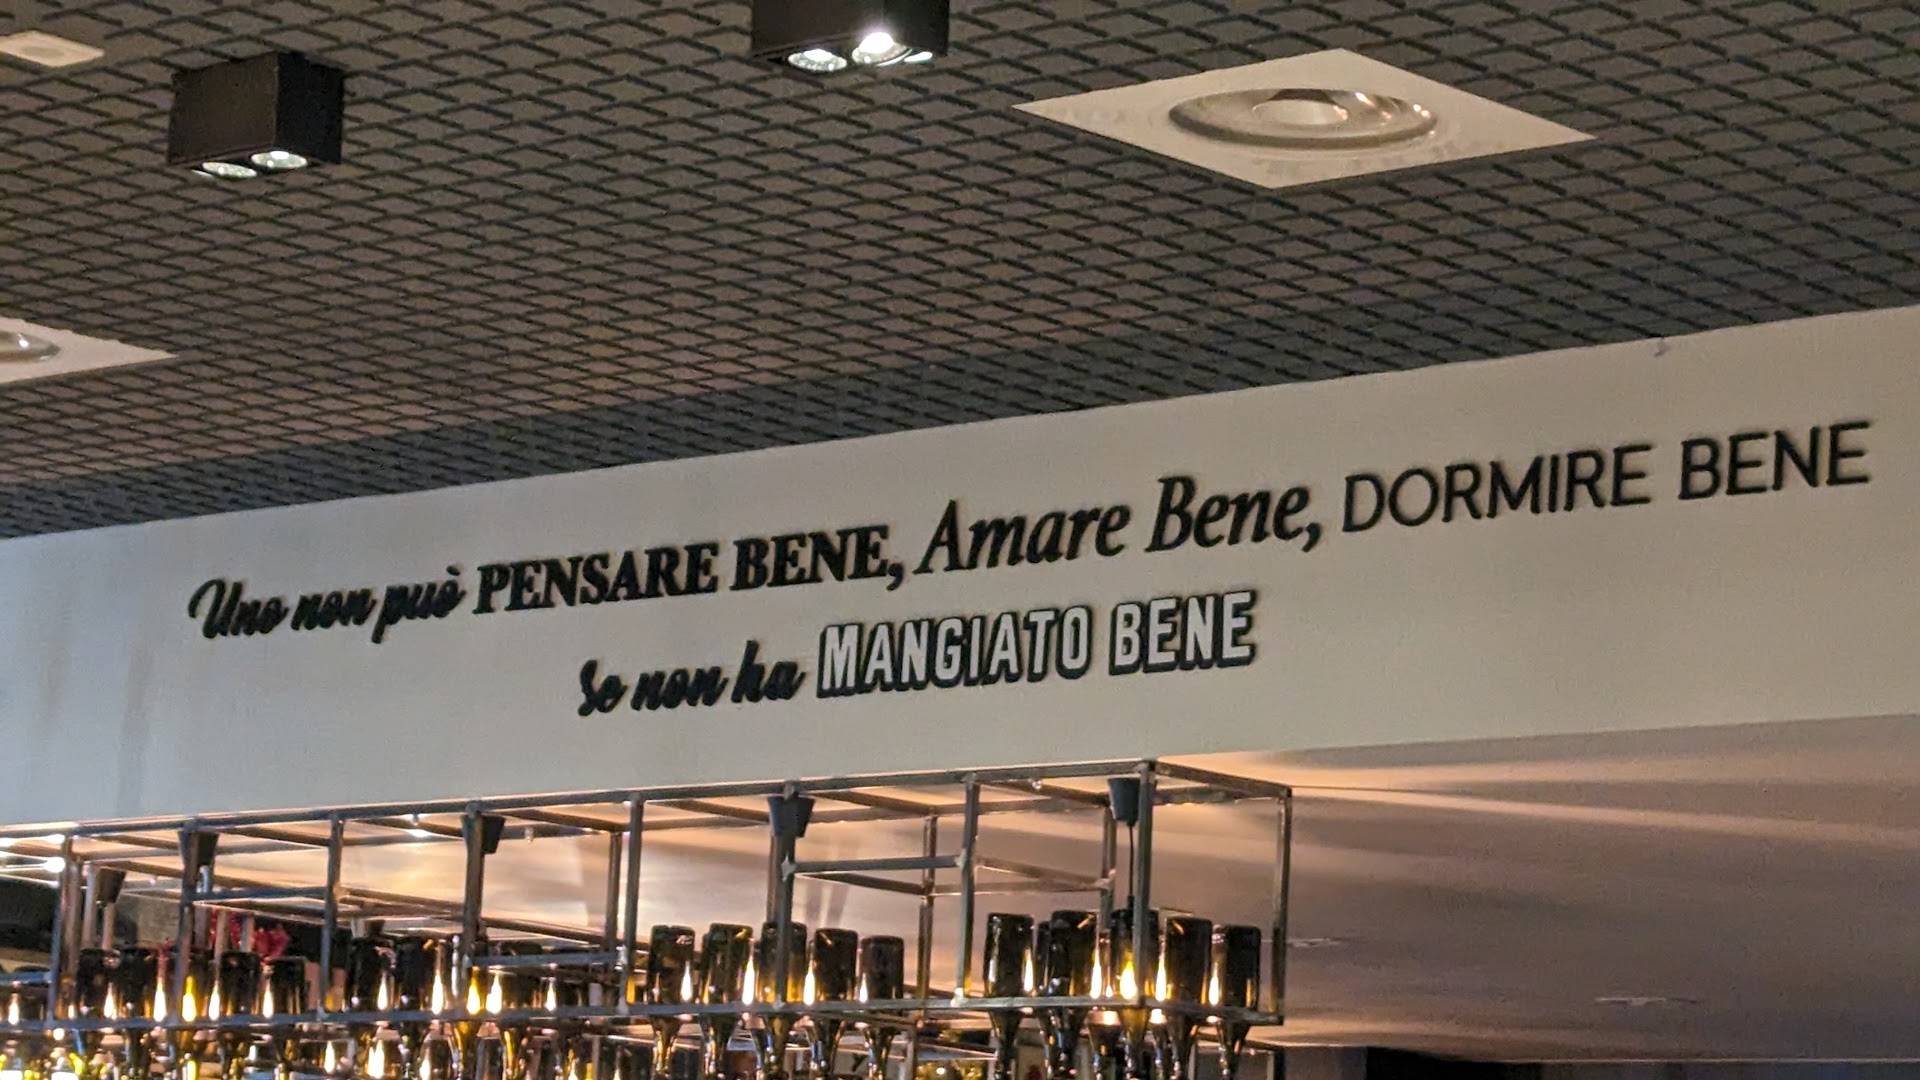 Uno non può PENSARE BENE, Amare Bene, DORMIRE BENE
Se non ha MANGIATO BENE